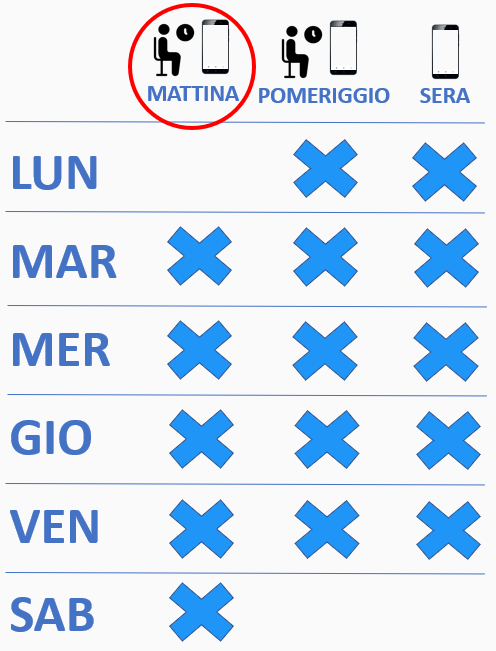 MATTINA POMERIGGIO SERA
LUN
MAR
MER
GIO
VEN
SAB